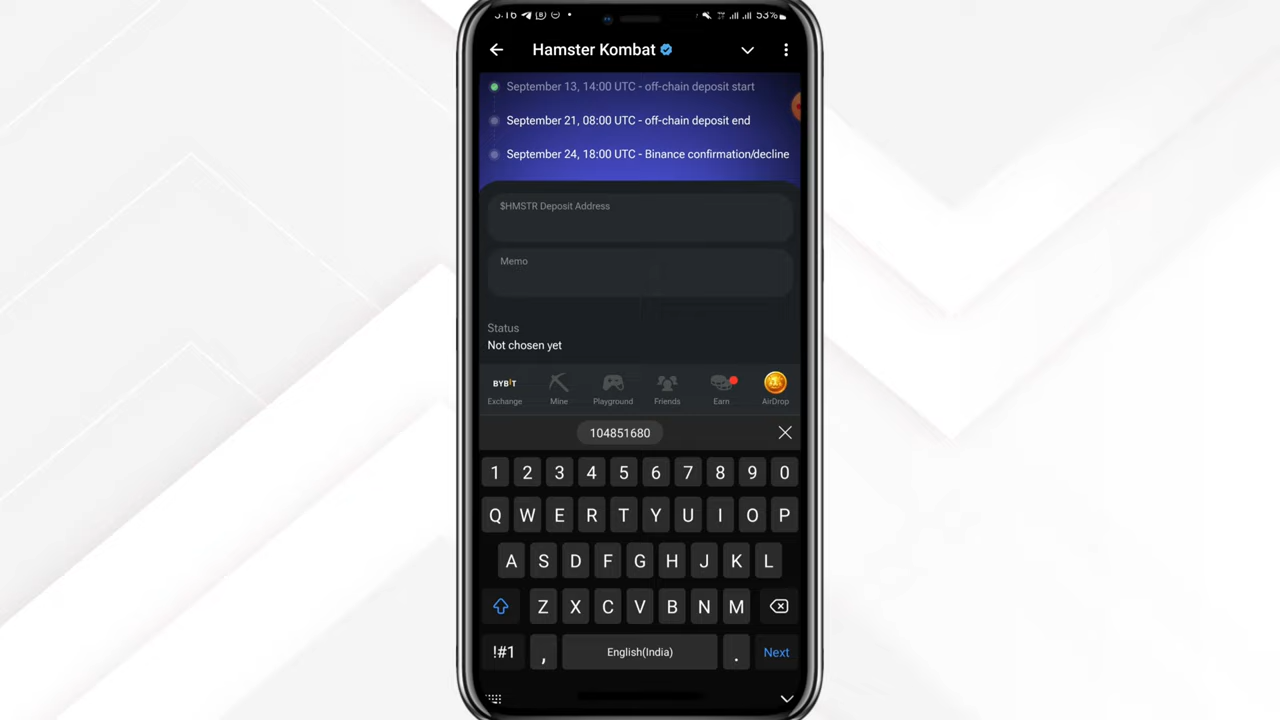 5:16 53%
Hamster Kombat
September 13, 14:00 UTC - off-chain deposit start
September 21, 08:00 UTC - off-chain deposit end
September 24, 18:00 UTC - Binance confirmation/decline
$HMSTR Deposit Address
Memo
Status
Not chosen yet
BYBIT
Exchange Mine Playground Friends Earn AirDrop
104851680
1 2 3 4 5 6 7 8 9 0
Q W E R T Y U I O P
A S D F G H J K L
Z X C V B N M
!#1 , English(India) . Next